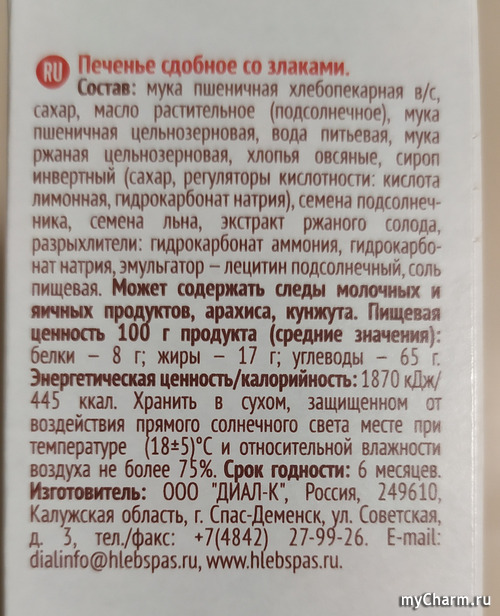 RU Печенье сдобное со злаками.
Состав: мука пшеничная хлебопекарная в/с,
сахар, масло растительное (подсолнечное), мука
пшеничная цельнозерновая, вода питьевая, мука
ржаная цельнозерновая, хлопья овсяные, сироп
инвертный (сахар, регуляторы кислотности: кислота
лимонная, гидрокарбонат натрия), семена подсолнеч-
ника, семена льна, экстракт ржаного солода,
разрыхлители: гидрокарбонат аммония, гидрокарбо-
нат натрия, эмульгатор – лецитин подсолнечный, соль
пищевая. Может содержать следы молочных и
яичных продуктов, арахиса, кунжута. Пищевая
ценность 100 г продукта (средние значения):
белки – 8 г; жиры – 17 г; углеводы – 65 г.
Энергетическая ценность/калорийность: 1870 кДж/
445 ккал. Хранить в сухом, защищенном от
воздействия прямого солнечного света месте при
температуре (18±5)°С и относительной влажности
воздуха не более 75%. Срок годности: 6 месяцев.
Изготовитель: ООО "ДИАЛ-К", Россия, 249610,
Калужская область, г. Спас-Деменск, ул. Советская,
д. 3, тел./факс: +7(4842) 27-99-26. E-mail:
dialinfo@hlebspas.ru, www.hlebspas.ru.
myCharm.ru